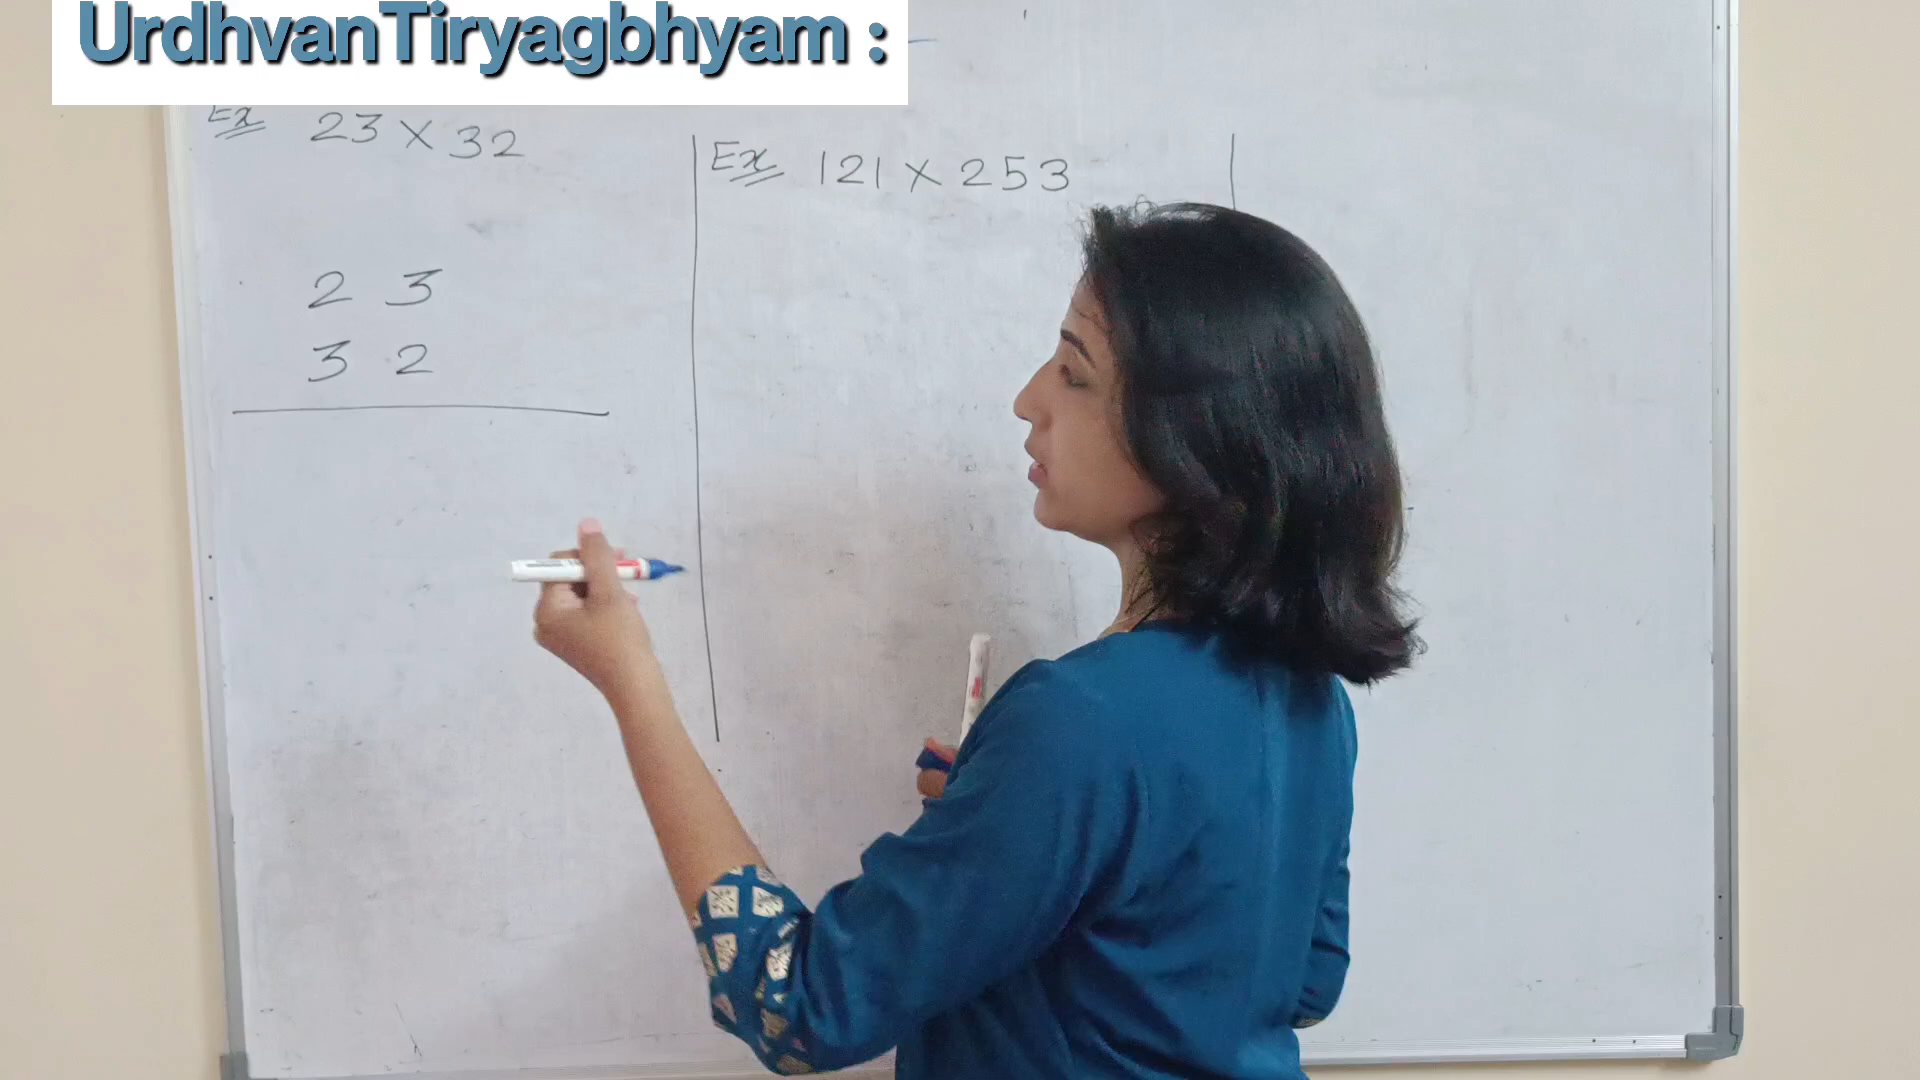 UrdhvanTiryagbhyam :
Ex 23 × 32
2 3
3 2
Ex 121 × 253